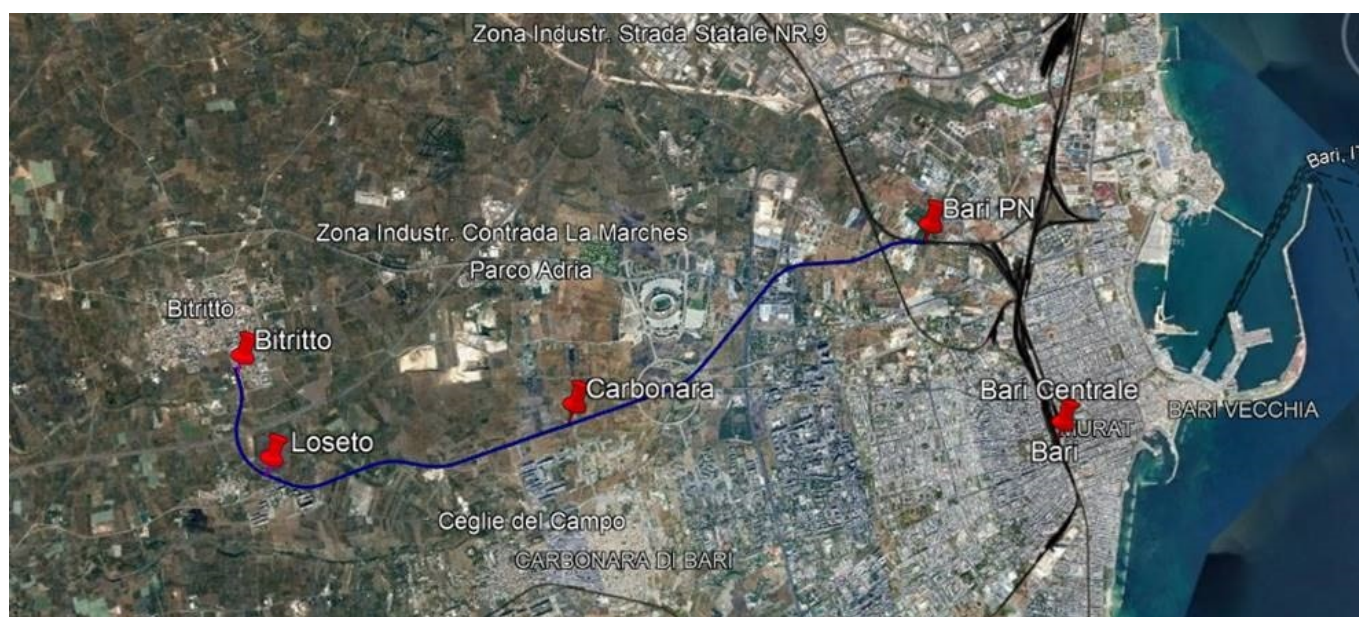 Zona Industr. Strada Statale NR.9
Bari, IT
Bari PN
Zona Industr. Contrada La Marches
Parco Adria
Bitritto
Bitritto
Carbonara
Bari Centrale
BARI VECCHIA
MURAT
Loseto
Bari
Ceglie del Campo
CARBONARA DI BARI